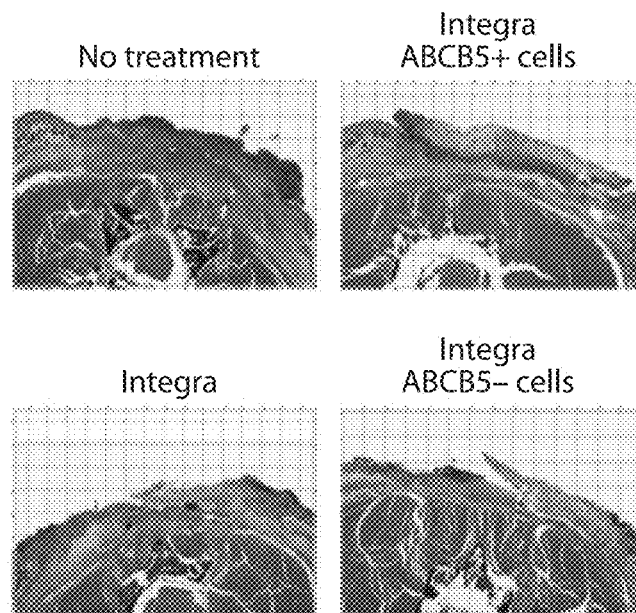 No treatment
Integra
ABCB5+ cells
Integra
Integra
ABCB5– cells